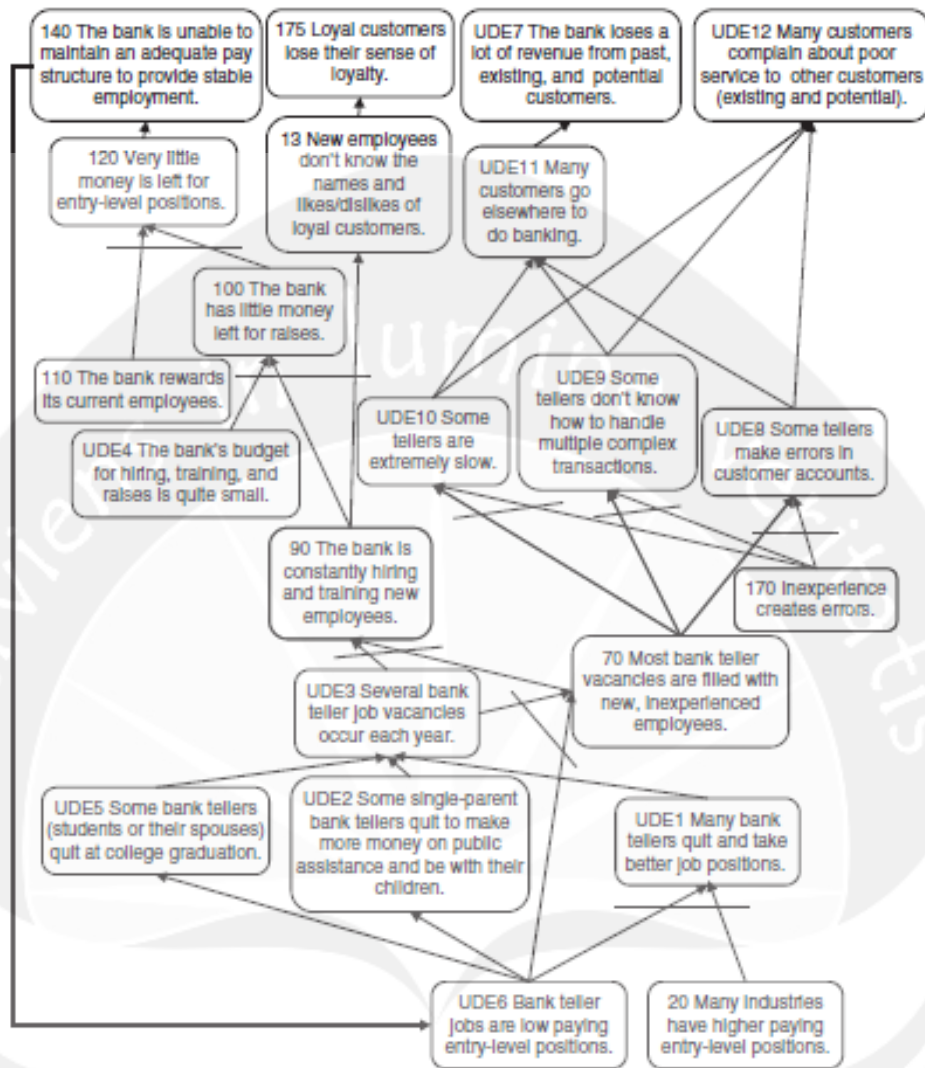 140 The bank is unable to
maintain an adequate pay
structure to provide stable
employment.
175 Loyal customers
lose their sense of
loyalty.
UDE7 The bank loses a
lot of revenue from past,
existing, and potential
customers.
UDE12 Many customers
complain about poor
service to other customers
(existing and potential).
120 Very little
money is left for
entry-level positions.
13 New employees
don't know the
names and
likes/dislikes of
loyal customers.
UDE11 Many
customers go
elsewhere to
do banking.
100 The bank
has little money
left for raises.
110 The bank rewards
its current employees.
UDE4 The bank's budget
for hiring, training, and
raises is quite small.
UDE10 Some
tellers are
extremely slow.
UDE9 Some
tellers don't know
how to handle
multiple complex
transactions.
UDE8 Some tellers
make errors in
customer accounts.
90 The bank is
constantly hiring
and training new
employees.
170 Inexperience
creates errors.
70 Most bank teller
vacancies are filled with
new, inexperienced
employees.
UDE3 Several bank
teller job vacancies
occur each year.
UDE5 Some bank tellers
(students or their spouses)
quit at college graduation.
UDE2 Some single-parent
bank tellers quit to make
more money on public
assistance and be with their
children.
UDE1 Many bank
tellers quit and take
better job positions.
UDE6 Bank teller
jobs are low paying
entry-level positions.
20 Many industries
have higher paying
entry-level positions.